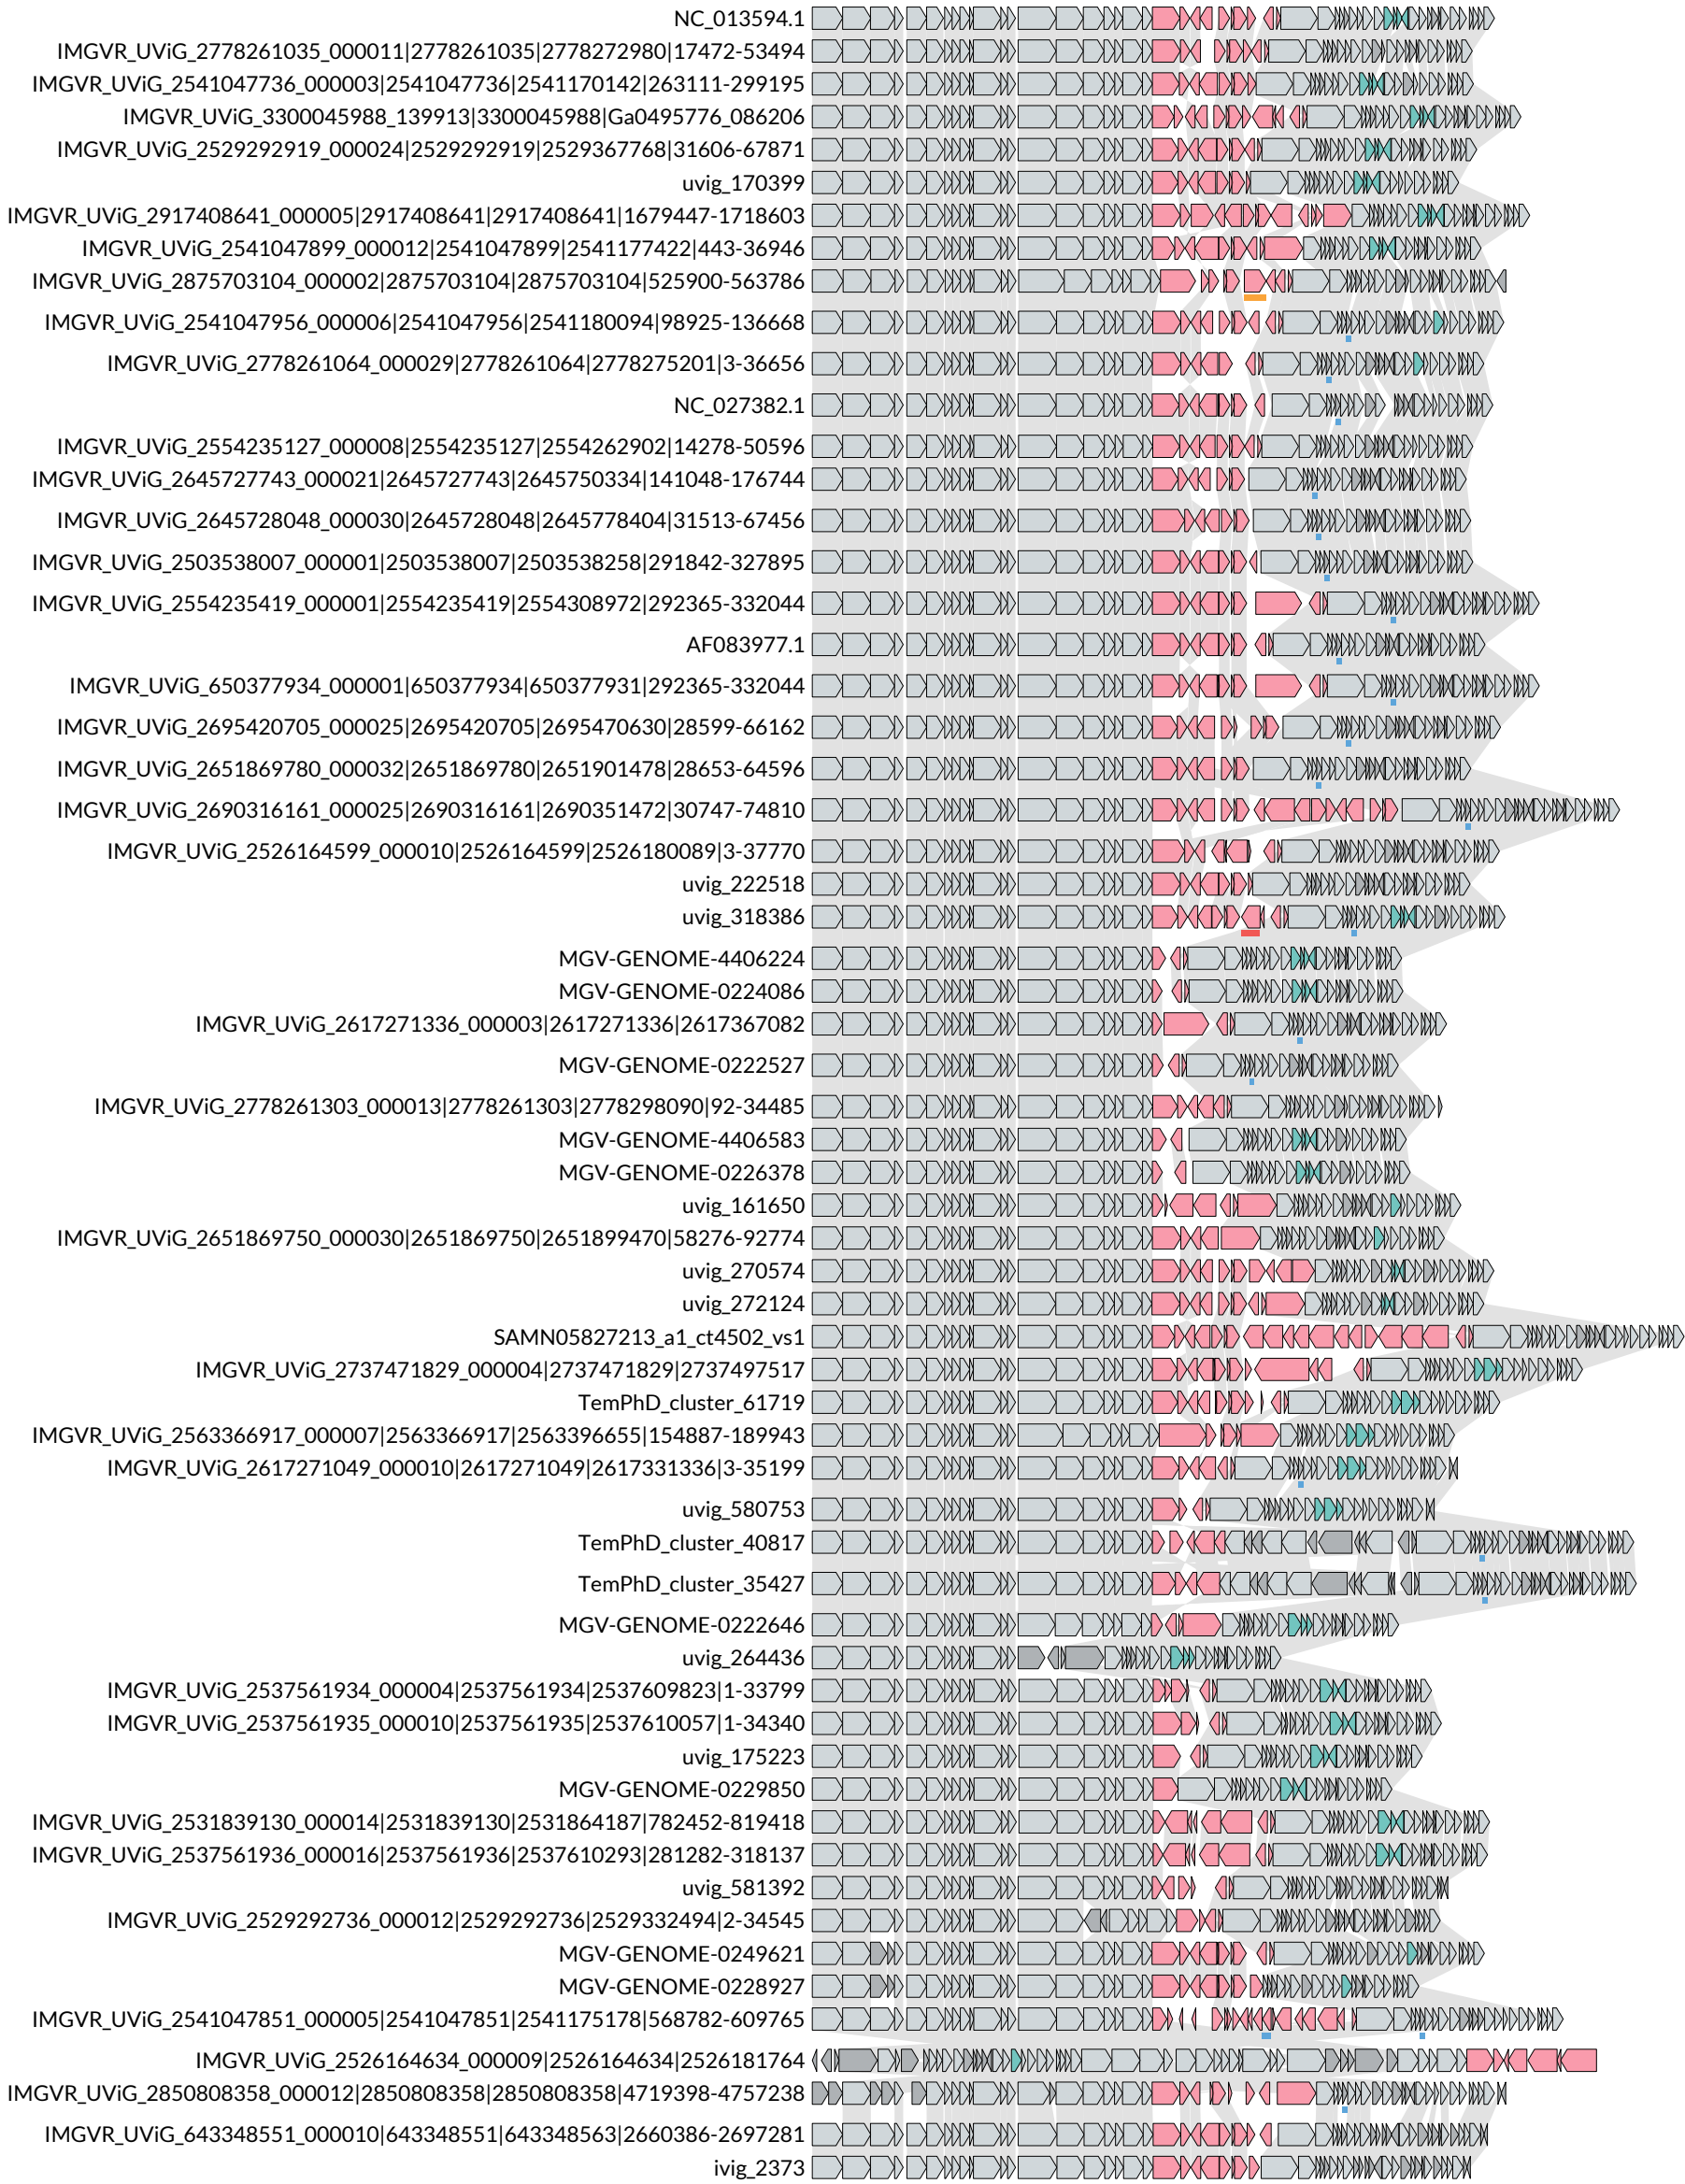 NC_013594.1
IMGVR_UViG_2778261035_000011|2778261035|2778272980|17472-53494
IMGVR_UViG_2541047736_000003|2541047736|2541170142|263111-299195
IMGVR_UViG_3300045988_139913|3300045988|Ga0495776_086206
IMGVR_UViG_2529292919_000024|2529292919|2529367768|31606-67871
uvig_170399
IMGVR_UViG_2917408641_000005|2917408641|2917408641|1679447-1718603
IMGVR_UViG_2541047899_000012|2541047899|2541177422|443-36946
IMGVR_UViG_2875703104_000002|2875703104|2875703104|525900-563786
IMGVR_UViG_2541047956_000006|2541047956|2541180094|98925-136668
IMGVR_UViG_2778261064_000029|2778261064|2778275201|3-36656
NC_027382.1
IMGVR_UViG_2554235127_000008|2554235127|2554262902|14278-50596
IMGVR_UViG_2645727743_000021|2645727743|2645750334|141048-176744
IMGVR_UViG_2645728048_000030|2645728048|2645778404|31513-67456
IMGVR_UViG_2503538007_000001|2503538007|2503538258|291842-327895
IMGVR_UViG_2554235419_000001|2554235419|2554308972|292365-332044
AF083977.1
IMGVR_UViG_650377934_000001|650377934|650377931|292365-332044
IMGVR_UViG_2695420705_000025|2695420705|2695470630|28599-66162
IMGVR_UViG_2651869780_000032|2651869780|2651901478|28653-64596
IMGVR_UViG_2690316161_000025|2690316161|2690351472|30747-74810
IMGVR_UViG_2526164599_000010|2526164599|2526180089|3-37770
uvig_222518
uvig_318386
MGV-GENOME-4406224
MGV-GENOME-0224086
IMGVR_UViG_2617271336_000003|2617271336|2617367082
MGV-GENOME-0222527
IMGVR_UViG_2778261303_000013|2778261303|2778298090|92-34485
MGV-GENOME-4406583
MGV-GENOME-0226378
uvig_161650
IMGVR_UViG_2651869750_000030|2651869750|2651899470|58276-92774
uvig_270574
uvig_272124
SAMN05827213_a1_ct4502_vs1
IMGVR_UViG_2737471829_000004|2737471829|2737497517
TemPhD_cluster_61719
IMGVR_UViG_2563366917_000007|2563366917|2563396655|154887-189943
IMGVR_UViG_2617271049_000010|2617271049|2617331336|3-35199
uvig_580753
TemPhD_cluster_40817
TemPhD_cluster_35427
MGV-GENOME-0222646
uvig_264436
IMGVR_UViG_2537561934_000004|2537561934|2537609823|1-33799
IMGVR_UViG_2537561935_000010|2537561935|2537610057|1-34340
uvig_175223
MGV-GENOME-0229850
IMGVR_UViG_2531839130_000014|2531839130|2531864187|782452-819418
IMGVR_UViG_2537561936_000016|2537561936|2537610293|281282-318137
uvig_581392
IMGVR_UViG_2529292736_000012|2529292736|2529332494|2-34545
MGV-GENOME-0249621
MGV-GENOME-0228927
IMGVR_UViG_2541047851_000005|2541047851|2541175178|568782-609765
IMGVR_UViG_2526164634_000009|2526164634|2526181764
IMGVR_UViG_2850808358_000012|2850808358|2850808358|4719398-4757238
IMGVR_UViG_643348551_000010|643348551|643348563|2660386-2697281
ivig_2373